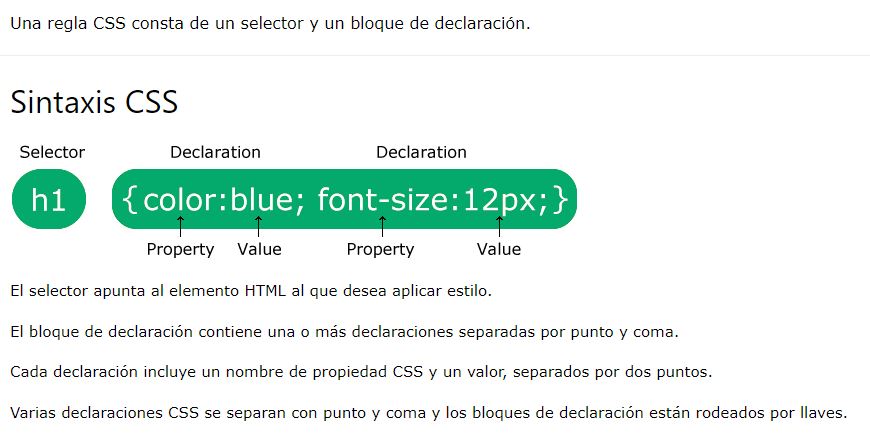 Una regla CSS consta de un selector y un bloque de declaración.
Sintaxis CSS
Selector Declaration Declaration
h1 {color:blue; font-size:12px;}
Property Value Property Value
El selector apunta al elemento HTML al que desea aplicar estilo.
El bloque de declaración contiene una o más declaraciones separadas por punto y coma.
Cada declaración incluye un nombre de propiedad CSS y un valor, separados por dos puntos.
Varias declaraciones CSS se separan con punto y coma y los bloques de declaración están rodeados por llaves.